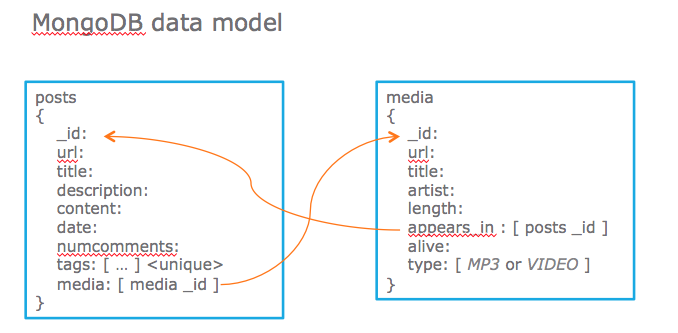 MongoDB data model
posts
{
_id:
url:
title:
description:
content:
date:
numcomments:
tags: [ ... ] <unique>
media: [ media _id ]
}
media
{
_id:
url:
title:
artist:
length:
appears_in : [ posts _id ]
alive:
type: [ MP3 or VIDEO ]
}